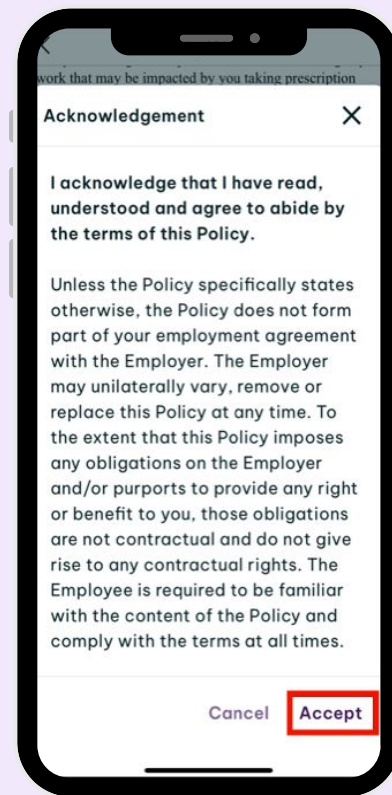 work that may be impacted by you taking prescription
Acknowledgement
I acknowledge that I have read,
understood and agree to abide by
the terms of this Policy.
Unless the Policy specifically states
otherwise, the Policy does not form
part of your employment agreement
with the Employer. The Employer
may unilaterally vary, remove or
replace this Policy at any time. To
the extent that this Policy imposes
any obligations on the Employer
and/or purports to provide any right
or benefit to you, those obligations
are not contractual and do not give
rise to any contractual rights. The
Employee is required to be familiar
with the content of the Policy and
comply with the terms at all times.
Cancel Accept